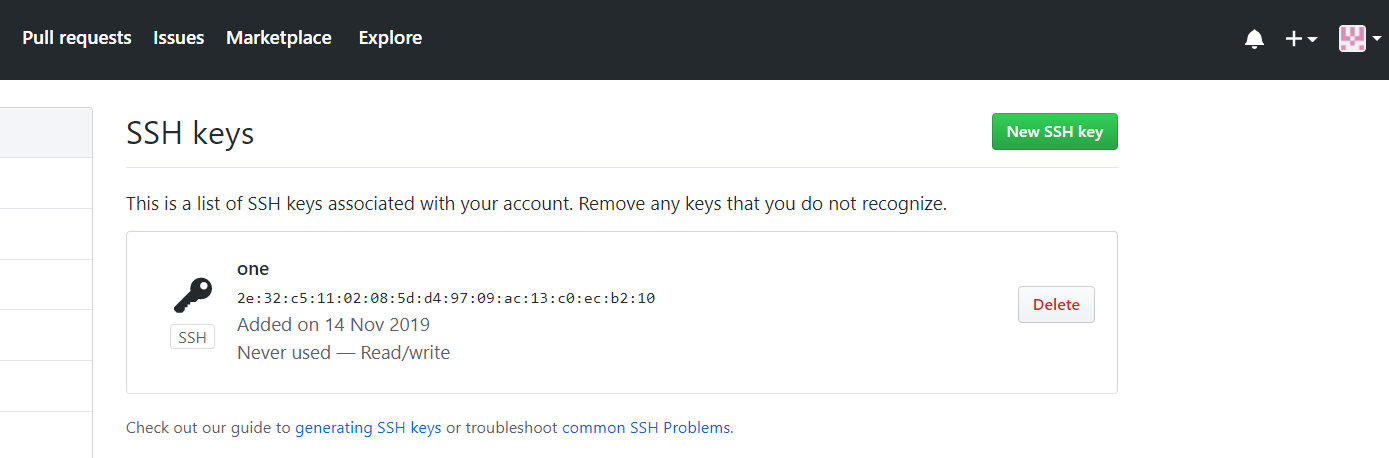 Pull requests Issues Marketplace Explore
SSH keys
New SSH key
This is a list of SSH keys associated with your account. Remove any keys that you do not recognize.
one
2e:32:c5:11:02:08:5d:d4:97:09:ac:13:c0:ec:b2:10
Added on 14 Nov 2019
Never used — Read/write
SSH
Delete
Check out our guide to generating SSH keys or troubleshoot common SSH Problems.